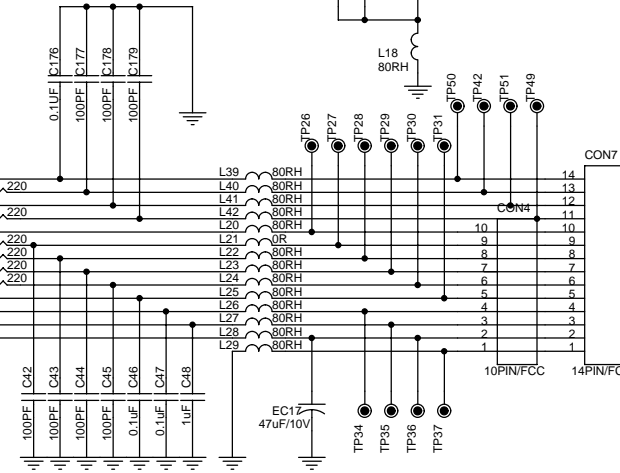 L18
80RH
C176
C177
C178
C179
0.1UF
100PF
100PF
100PF
TP50
TP42
TP51
TP49
TP26
TP27
TP28
TP29
TP30
TP31
CON7
L39 80RH 14
220 L40 80RH 13
L41 80RH 12
CON4
220 L42 80RH 11
L20 80RH 10 10
220 L21 0R 9 9
220 L22 80RH 8 8
220 L23 80RH 7 7
220 L24 80RH 6 6
L25 80RH 5 5
L26 80RH 4 4
L27 80RH 3 3
L28 80RH 2 2
L29 80RH 1 1
10PIN/FCC
14PIN/FC
C42
C43
C44
C45
C46
C47
C48
100PF
100PF
100PF
100PF
0.1uF
0.1uF
1uF
EC17
47uF/10V
TP34
TP35
TP36
TP37